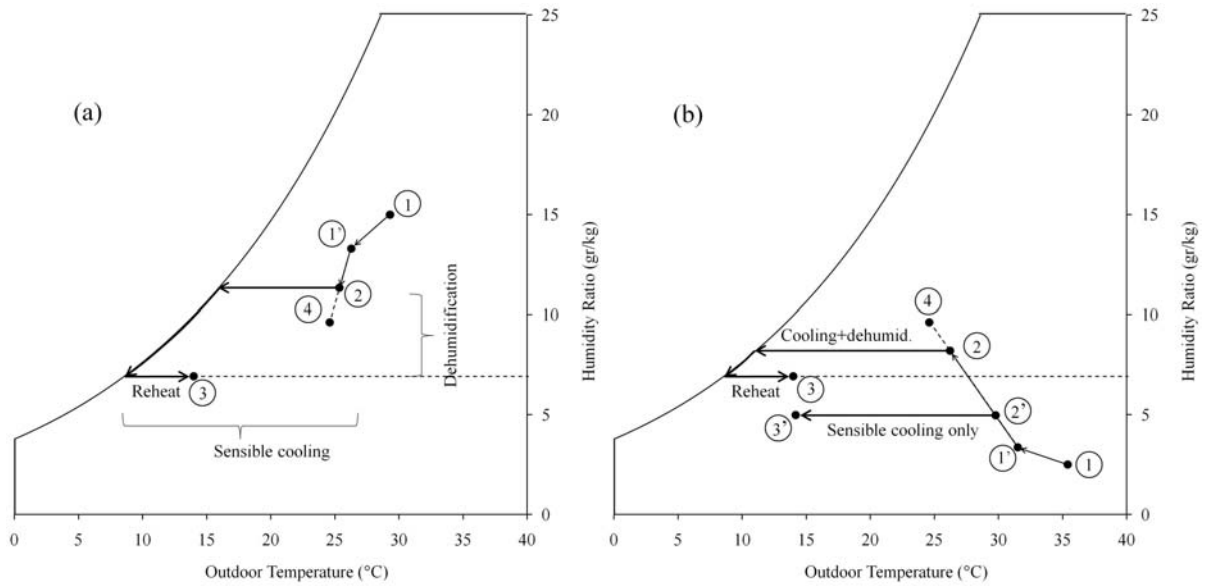 (a)
25
20
15
10
5
0
1
1'
2
4
3
Reheat
Sensible cooling
Dehumidification
Humidity Ratio (gr/kg)
0 5 10 15 20 25 30 35 40
Outdoor Temperature (°C)
(b)
25
20
15
10
5
0
4
Cooling+dehumid.
2
Reheat
3
3'
Sensible cooling only
2'
1'
1
Humidity Ratio (gr/kg)
0 5 10 15 20 25 30 35 40
Outdoor Temperature (°C)